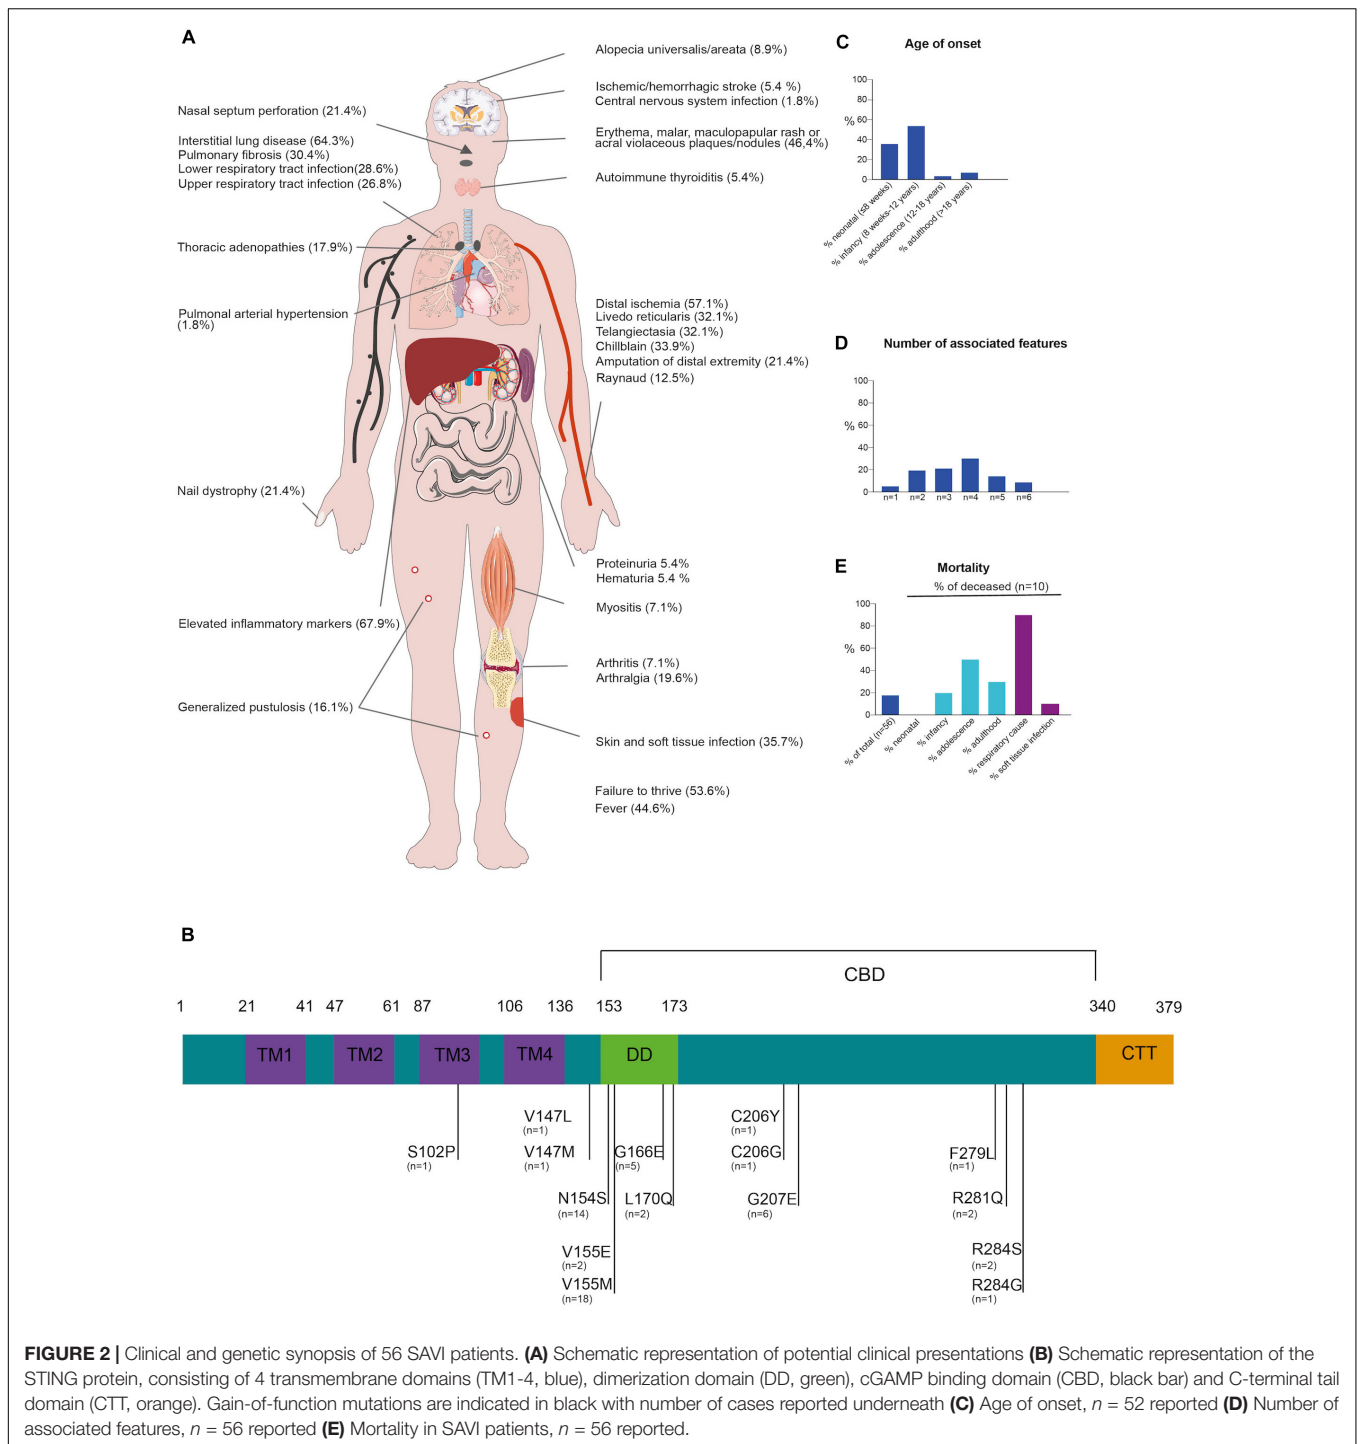 A
Alopecia universalis/areata (8.9%)
Ischemic/hemorrhagic stroke (5.4 %)
Central nervous system infection (1.8%)
Nasal septum perforation (21.4%)
Erythema, malar, maculopapular rash or
acral violaceous plaques/nodules (46,4%)
Interstitial lung disease (64.3%)
Pulmonary fibrosis (30.4%)
Lower respiratory tract infection(28.6%)
Upper respiratory tract infection (26.8%)
Autoimmune thyroiditis (5.4%)
Thoracic adenopathies (17.9%)
Pulmonal arterial hypertension
(1.8%)
Distal ischemia (57.1%)
Livedo reticularis (32.1%)
Telangiectasia (32.1%)
Chillblain (33.9%)
Amputation of distal extremity (21.4%)
Raynaud (12.5%)
Nail dystrophy (21.4%)
Proteinuria 5.4%
Hematuria 5.4 %
Myositis (7.1%)
Elevated inflammatory markers (67.9%)
Arthritis (7.1%)
Arthralgia (19.6%)
Generalized pustulosis (16.1%)
Skin and soft tissue infection (35.7%)
Failure to thrive (53.6%)
Fever (44.6%)
C
Age of onset
100
80
60
40
20
0
%
% neonatal (≤8 weeks)
% infancy (8 weeks-12 years)
% adolescence (12-18 years)
% adulthood (>18 years)
D
Number of associated features
100
80
60
40
20
0
%
n=1 n=2 n=3 n=4 n=5 n=6
E
Mortality
% of deceased (n=10)
100
80
60
40
20
0
%
% of total (n=56)
% neonatal
% infancy
% adolescence
% adulthood
% respiratory cause
% soft tissue infection
B
CBD
1 21 41 47 61 87 106 136 153 173 340 379
TM1 TM2 TM3 TM4 DD CTT
V147L
(n=1)
C206Y
(n=1)
S102P
(n=1)
V147M
(n=1)
G166E
(n=5)
C206G
(n=1)
F279L
(n=1)
N154S
(n=14)
L170Q
(n=2)
G207E
(n=6)
R281Q
(n=2)
V155E
(n=2)
R284S
(n=2)
V155M
(n=18)
R284G
(n=1)
FIGURE 2 | Clinical and genetic synopsis of 56 SAVI patients. (A) Schematic representation of potential clinical presentations (B) Schematic representation of the
STING protein, consisting of 4 transmembrane domains (TM1-4, blue), dimerization domain (DD, green), cGAMP binding domain (CBD, black bar) and C-terminal tail
domain (CTT, orange). Gain-of-function mutations are indicated in black with number of cases reported underneath (C) Age of onset, n = 52 reported (D) Number of
associated features, n = 56 reported (E) Mortality in SAVI patients, n = 56 reported.